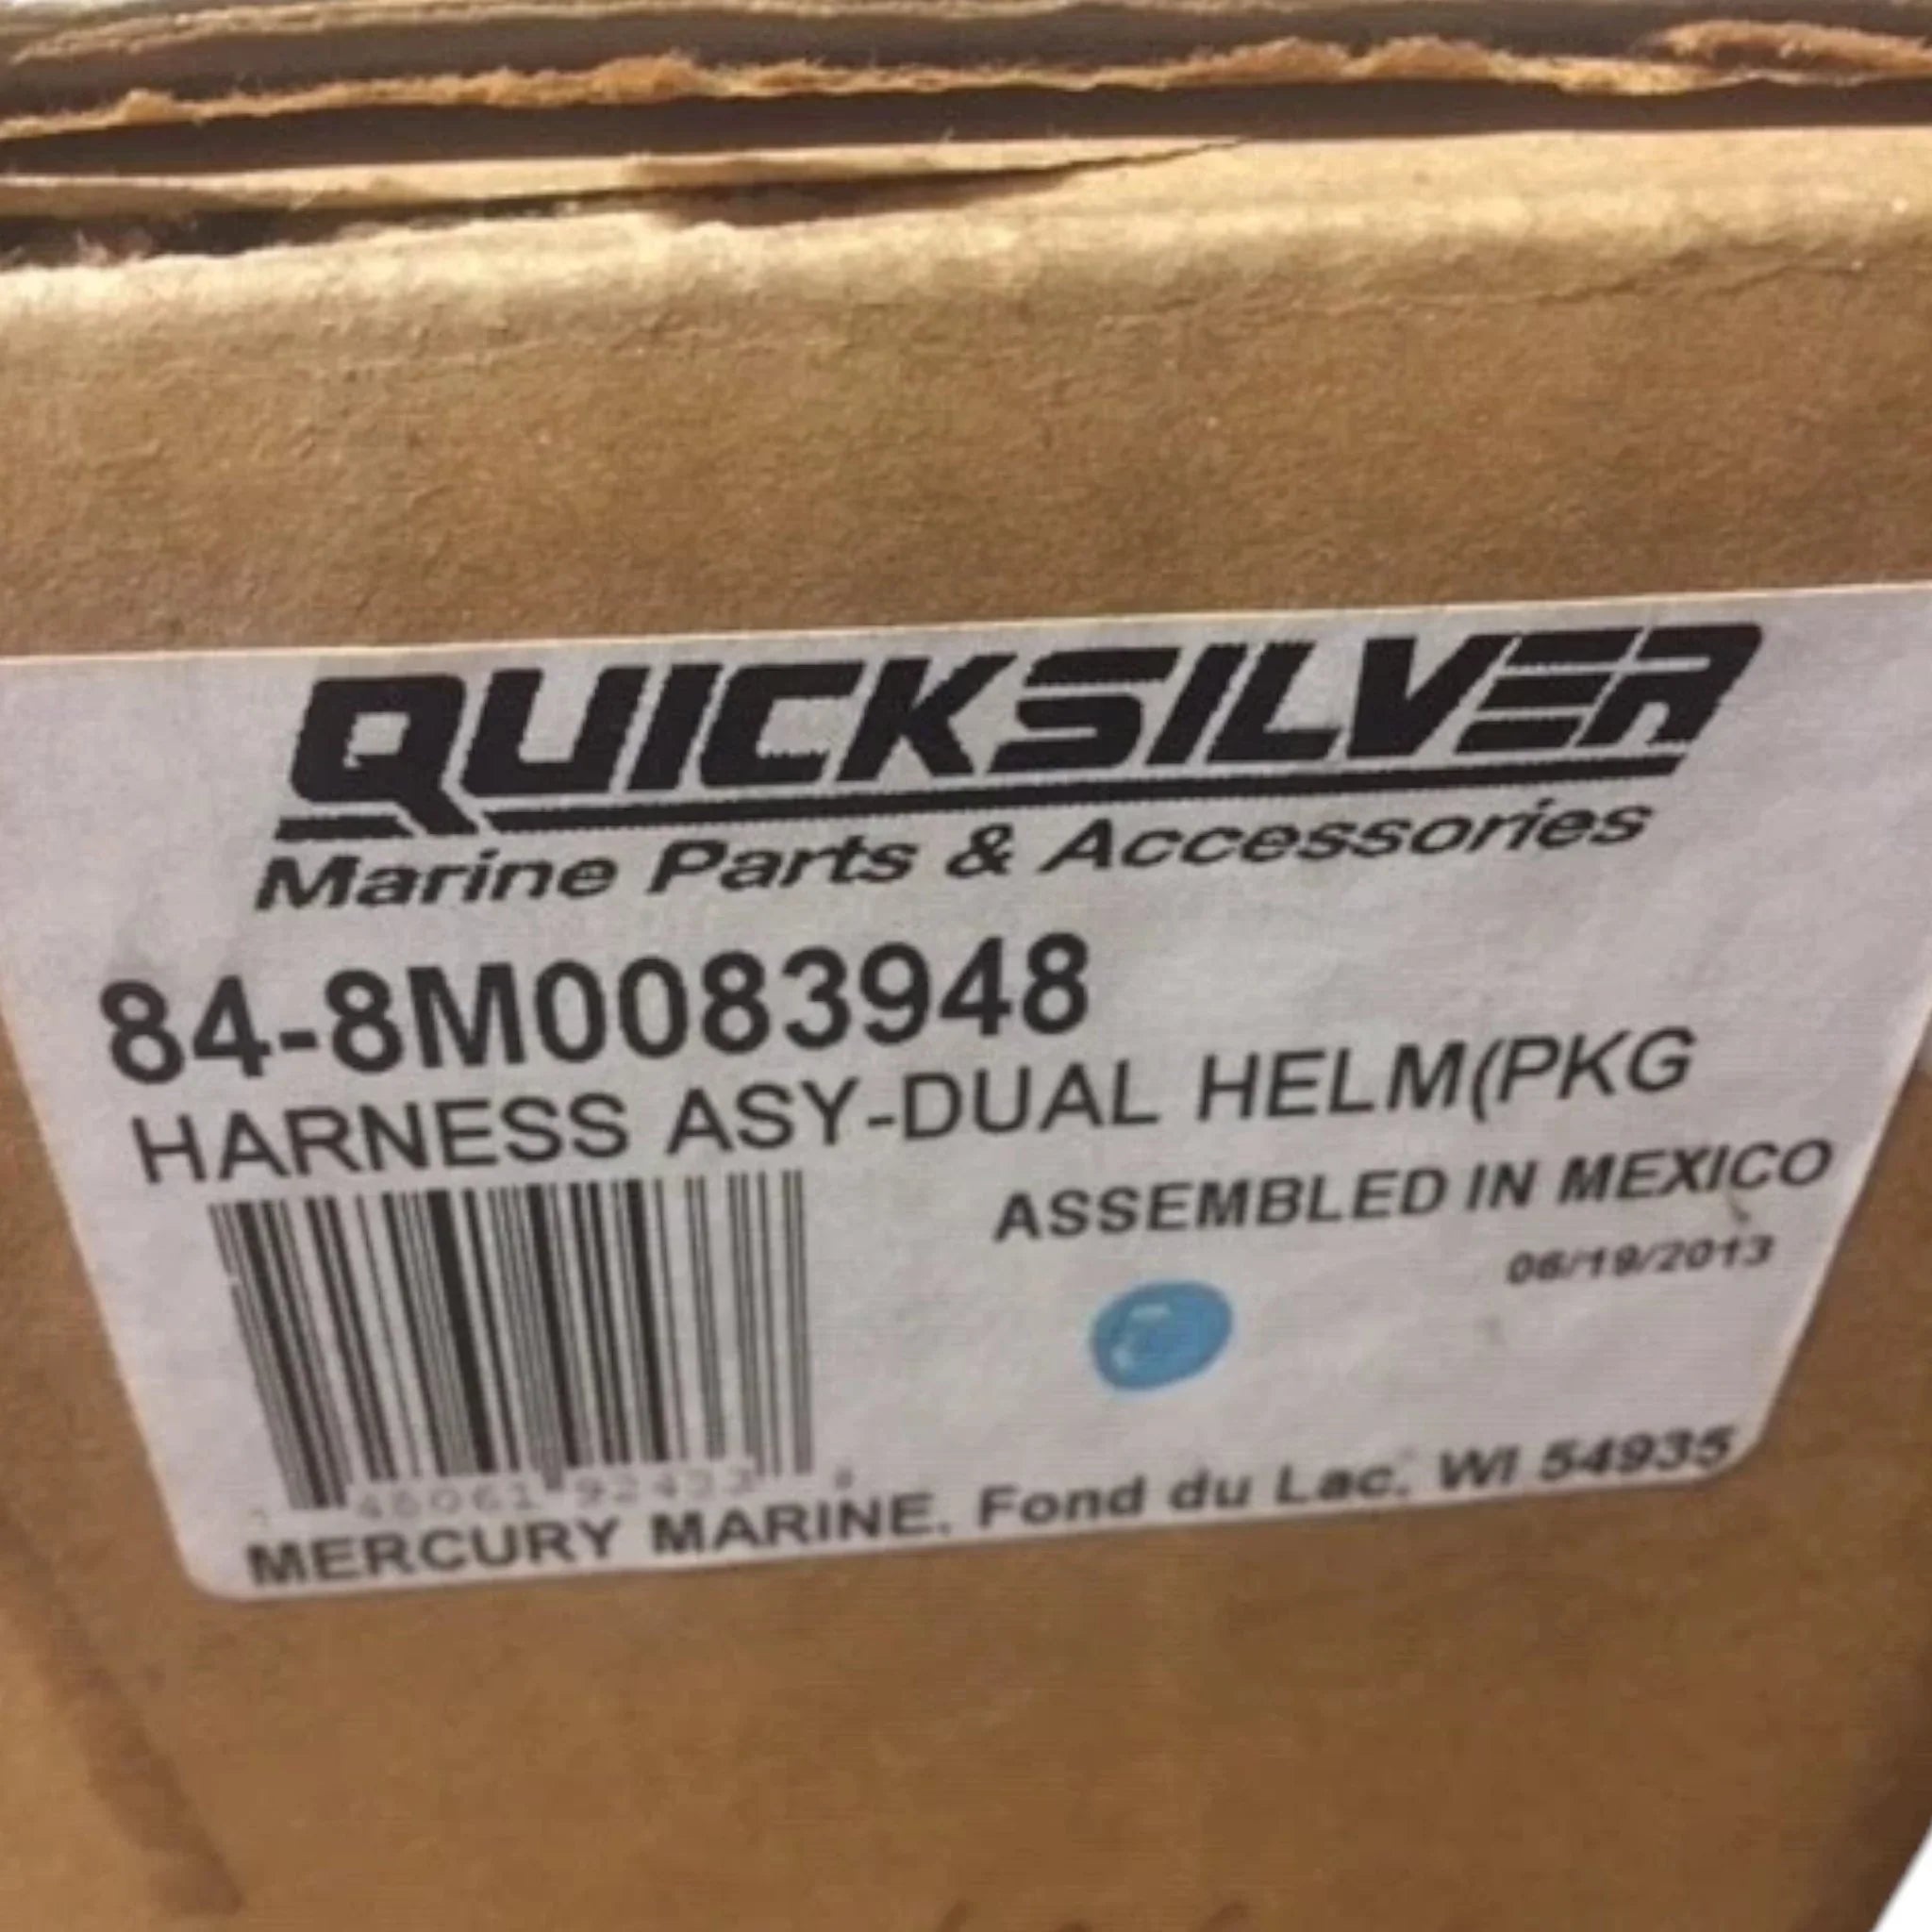 QUICKSILVER
Marine Parts & Accessories
84-8M0083948
HARNESS ASY-DUAL HELM(PKG
ASSEMBLED IN MEXICO
06/19/2013
MERCURY MARINE, Fond du Lac, WI 54935